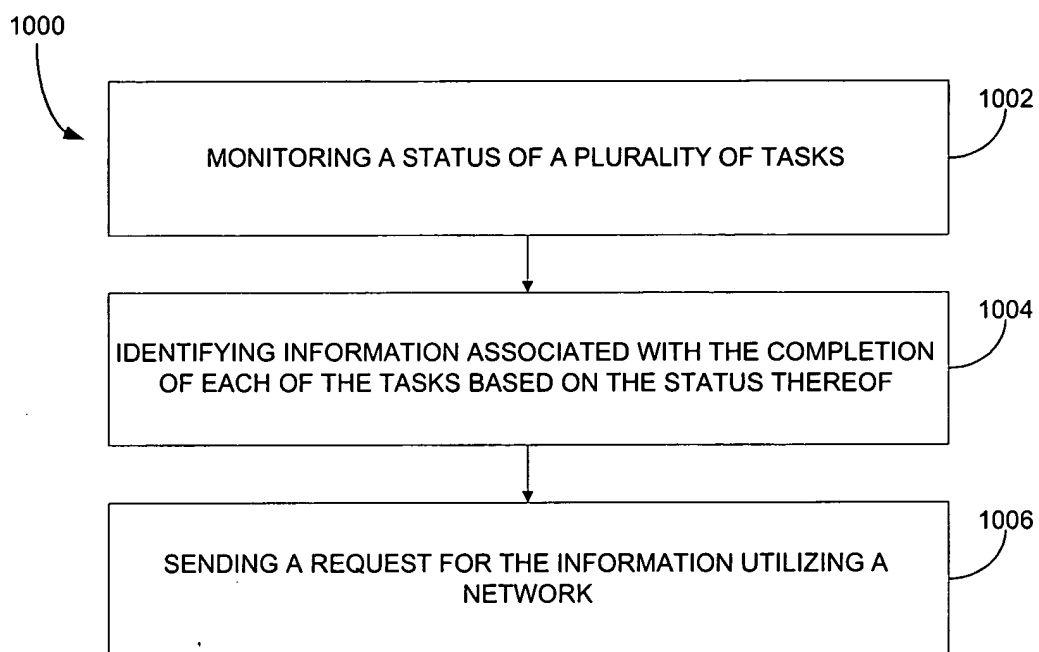 1000
1002
MONITORING A STATUS OF A PLURALITY OF TASKS
1004
IDENTIFYING INFORMATION ASSOCIATED WITH THE COMPLETION
OF EACH OF THE TASKS BASED ON THE STATUS THEREOF
1006
SENDING A REQUEST FOR THE INFORMATION UTILIZING A
NETWORK